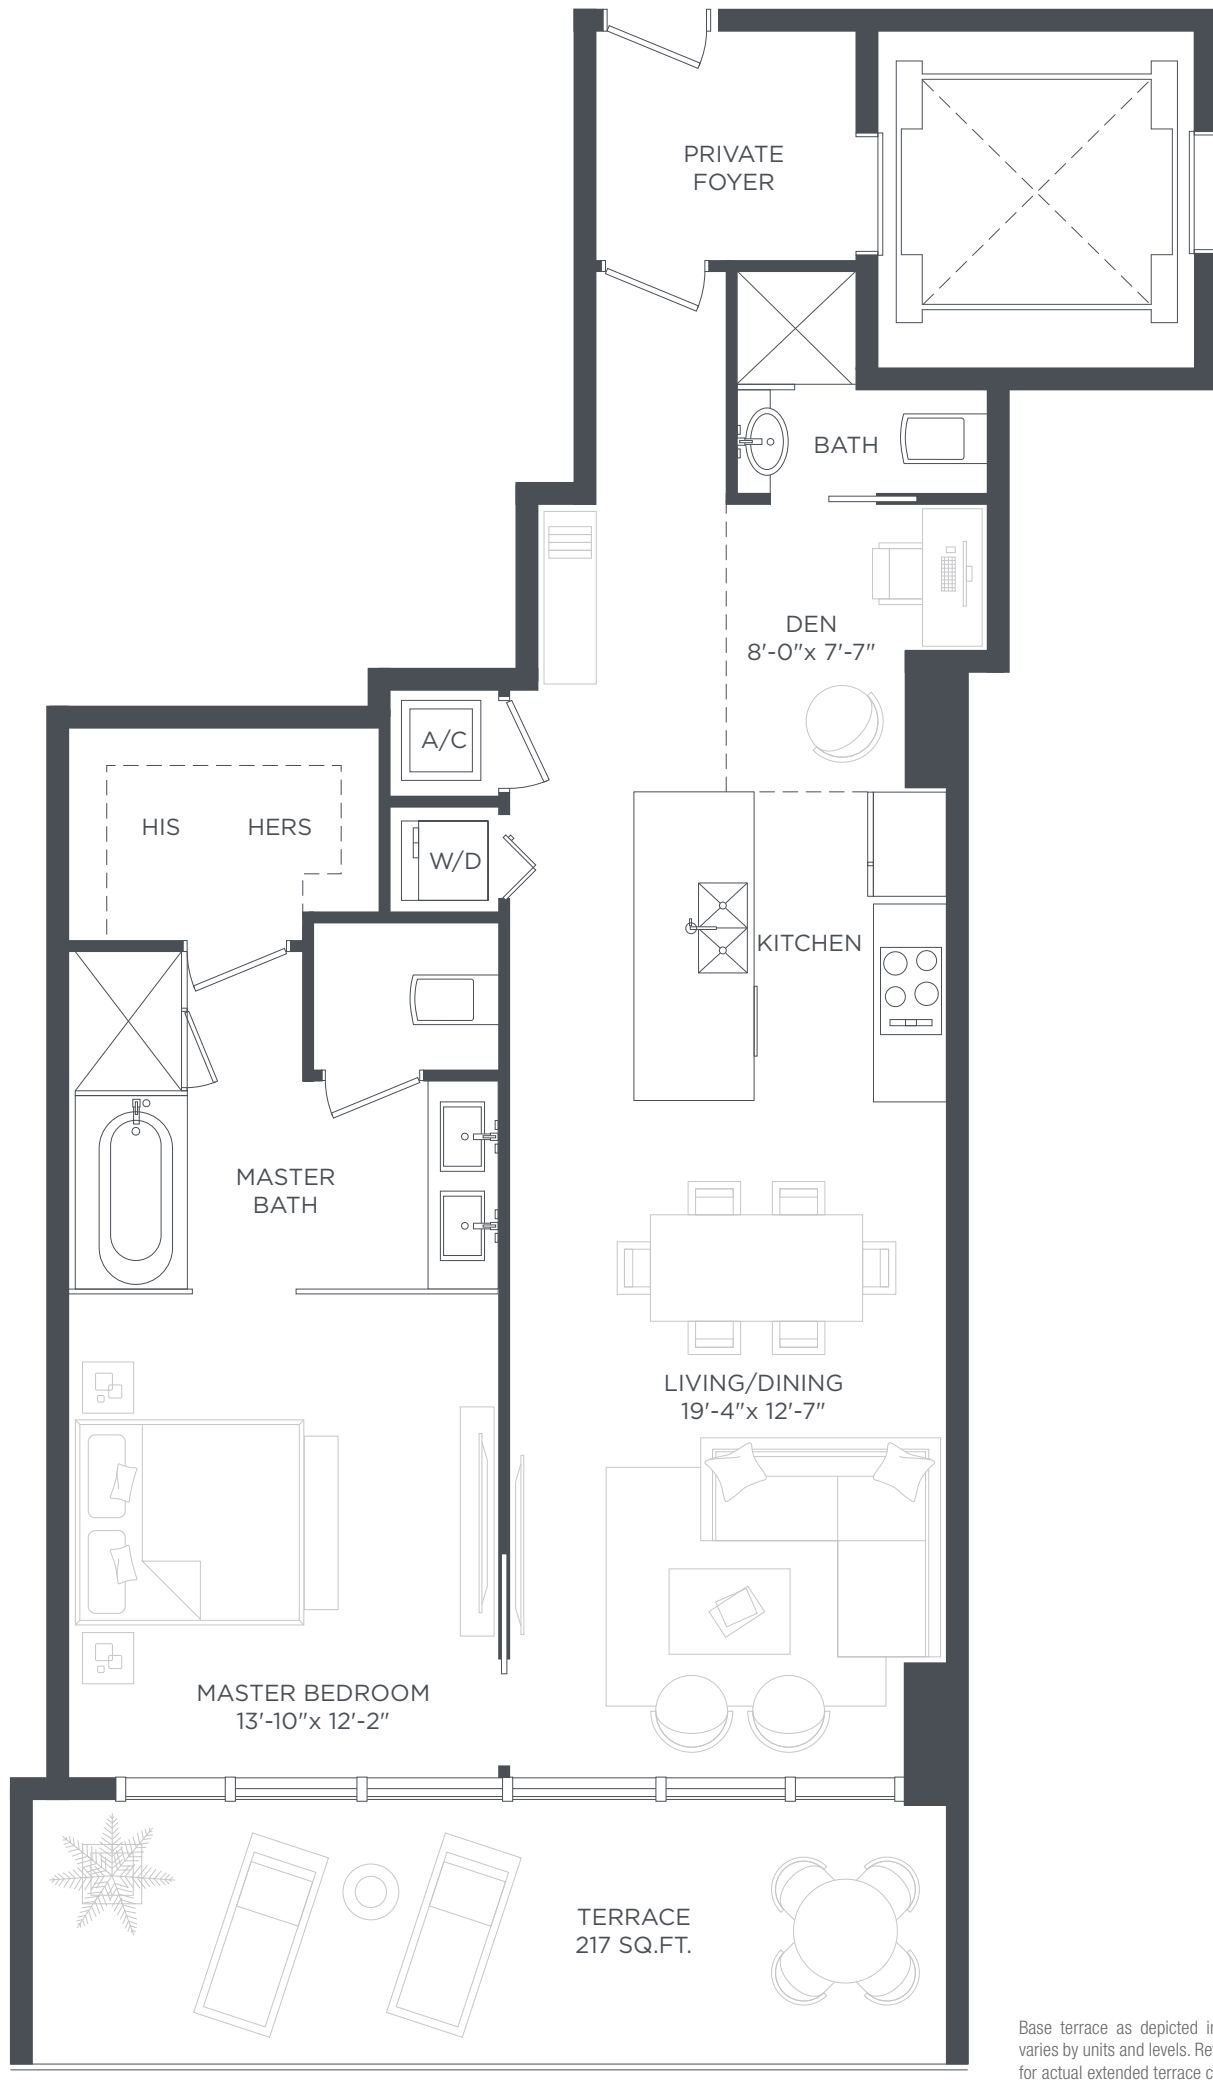 PRIVATE
FOYER
BATH
DEN
8'-0"x 7'-7"
A/C
HIS HERS
W/D
KITCHEN
MASTER
BATH
LIVING/DINING
19'-4"x 12'-7"
MASTER BEDROOM
13'-10"x 12'-2"
TERRACE
217 SQ.FT.
Base terrace as depicted
varies by units and levels.
for actual extended terrace